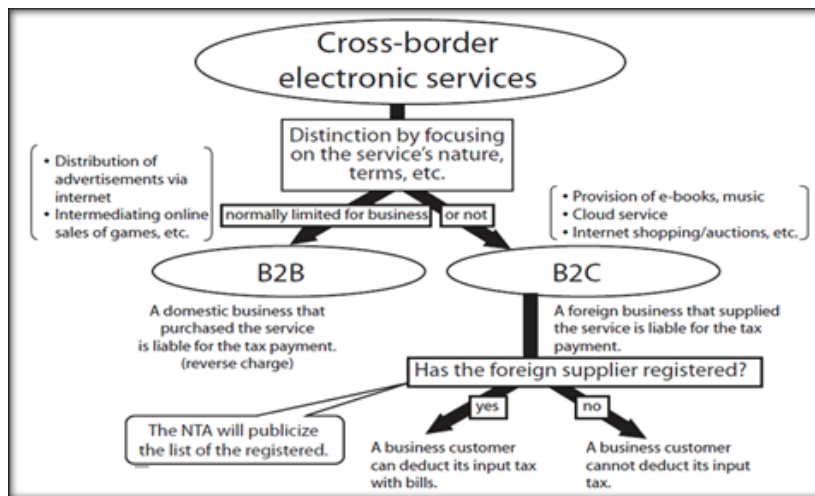 Cross-border
electronic services
Distinction by focusing
on the service's nature,
terms, etc.
• Distribution of
advertisements via
internet
• Intermediating online
sales of games, etc.
normally limited for business
or not
• Provision of e-books, music
• Cloud service
• Internet shopping/auctions, etc.
B2B
B2C
A domestic business that
purchased the service
is liable for the tax payment.
(reverse charge)
A foreign business that supplied
the service is liable for the tax
payment.
Has the foreign supplier registered?
The NTA will publicize
the list of the registered.
yes
no
A business customer
can deduct its input tax
with bills.
A business customer
cannot deduct its input
tax.